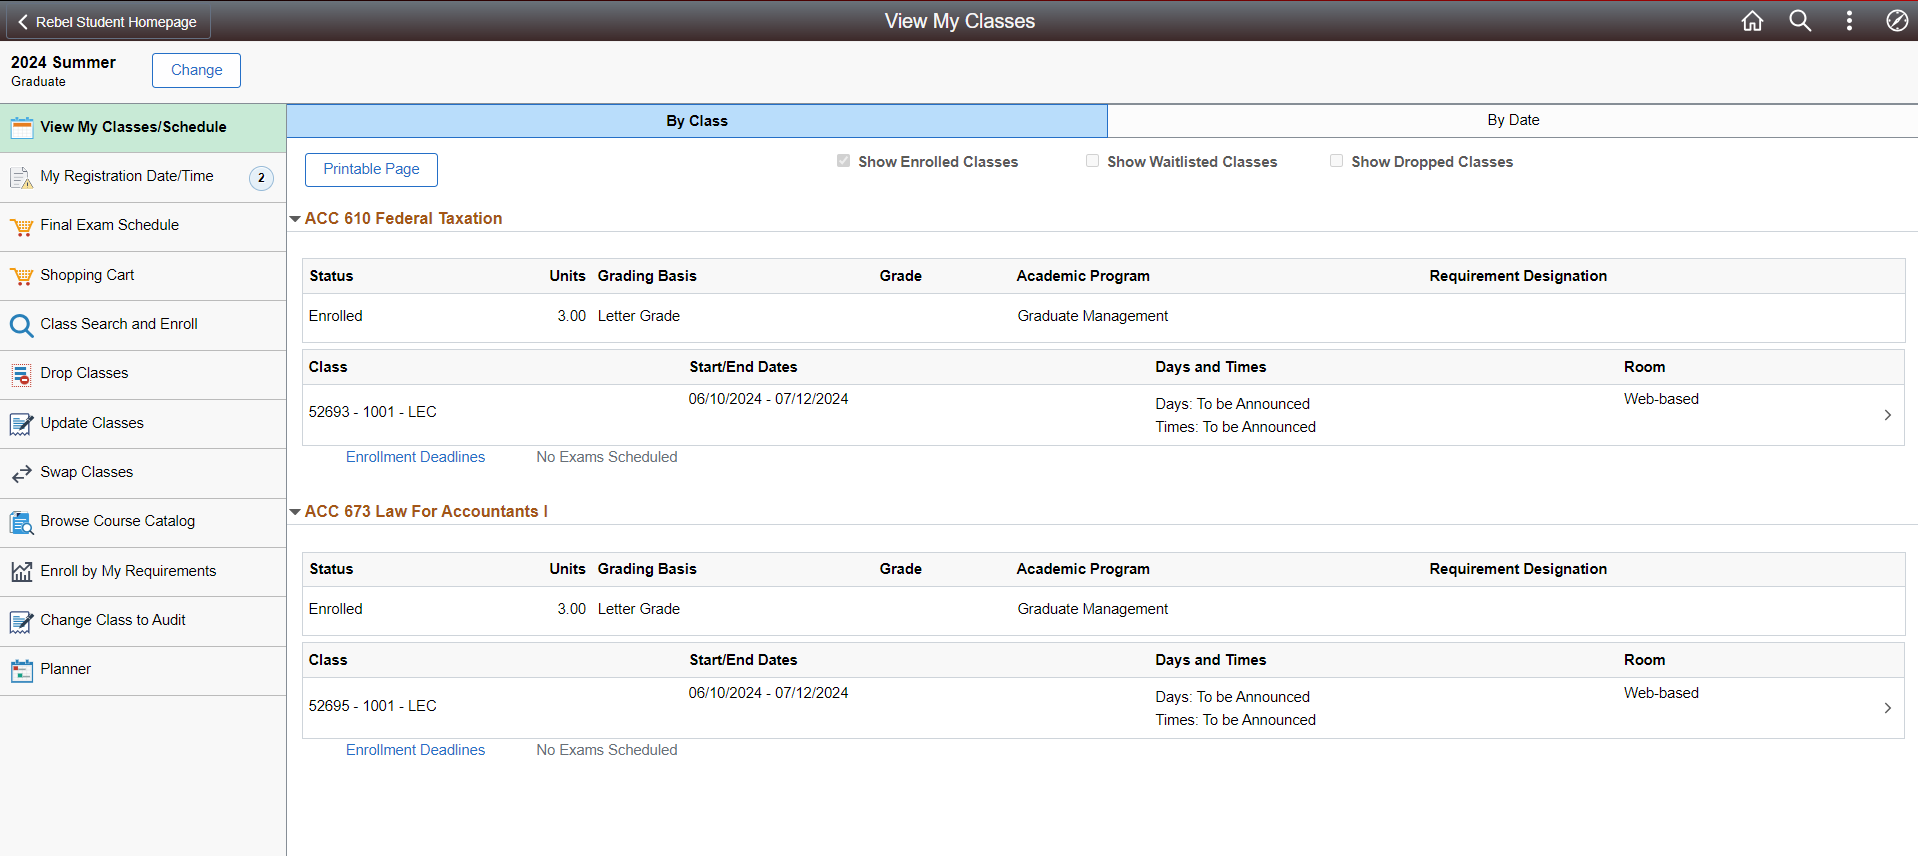 Rebel Student Homepage
View My Classes
2024 Summer
Graduate
Change
View My Classes/Schedule
My Registration Date/Time
2
Final Exam Schedule
Shopping Cart
Class Search and Enroll
Drop Classes
Update Classes
Swap Classes
Browse Course Catalog
Enroll by My Requirements
Change Class to Audit
Planner
By Class
By Date
Printable Page
Show Enrolled Classes
Show Waitlisted Classes
Show Dropped Classes
ACC 610 Federal Taxation
Status Units Grading Basis Grade Academic Program Requirement Designation
Enrolled 3.00 Letter Grade Graduate Management
Class Start/End Dates Days and Times Room
52693 - 1001 - LEC 06/10/2024 - 07/12/2024 Days: To be Announced Web-based
Times: To be Announced
Enrollment Deadlines No Exams Scheduled
ACC 673 Law For Accountants I
Status Units Grading Basis Grade Academic Program Requirement Designation
Enrolled 3.00 Letter Grade Graduate Management
Class Start/End Dates Days and Times Room
52695 - 1001 - LEC 06/10/2024 - 07/12/2024 Days: To be Announced Web-based
Times: To be Announced
Enrollment Deadlines No Exams Scheduled